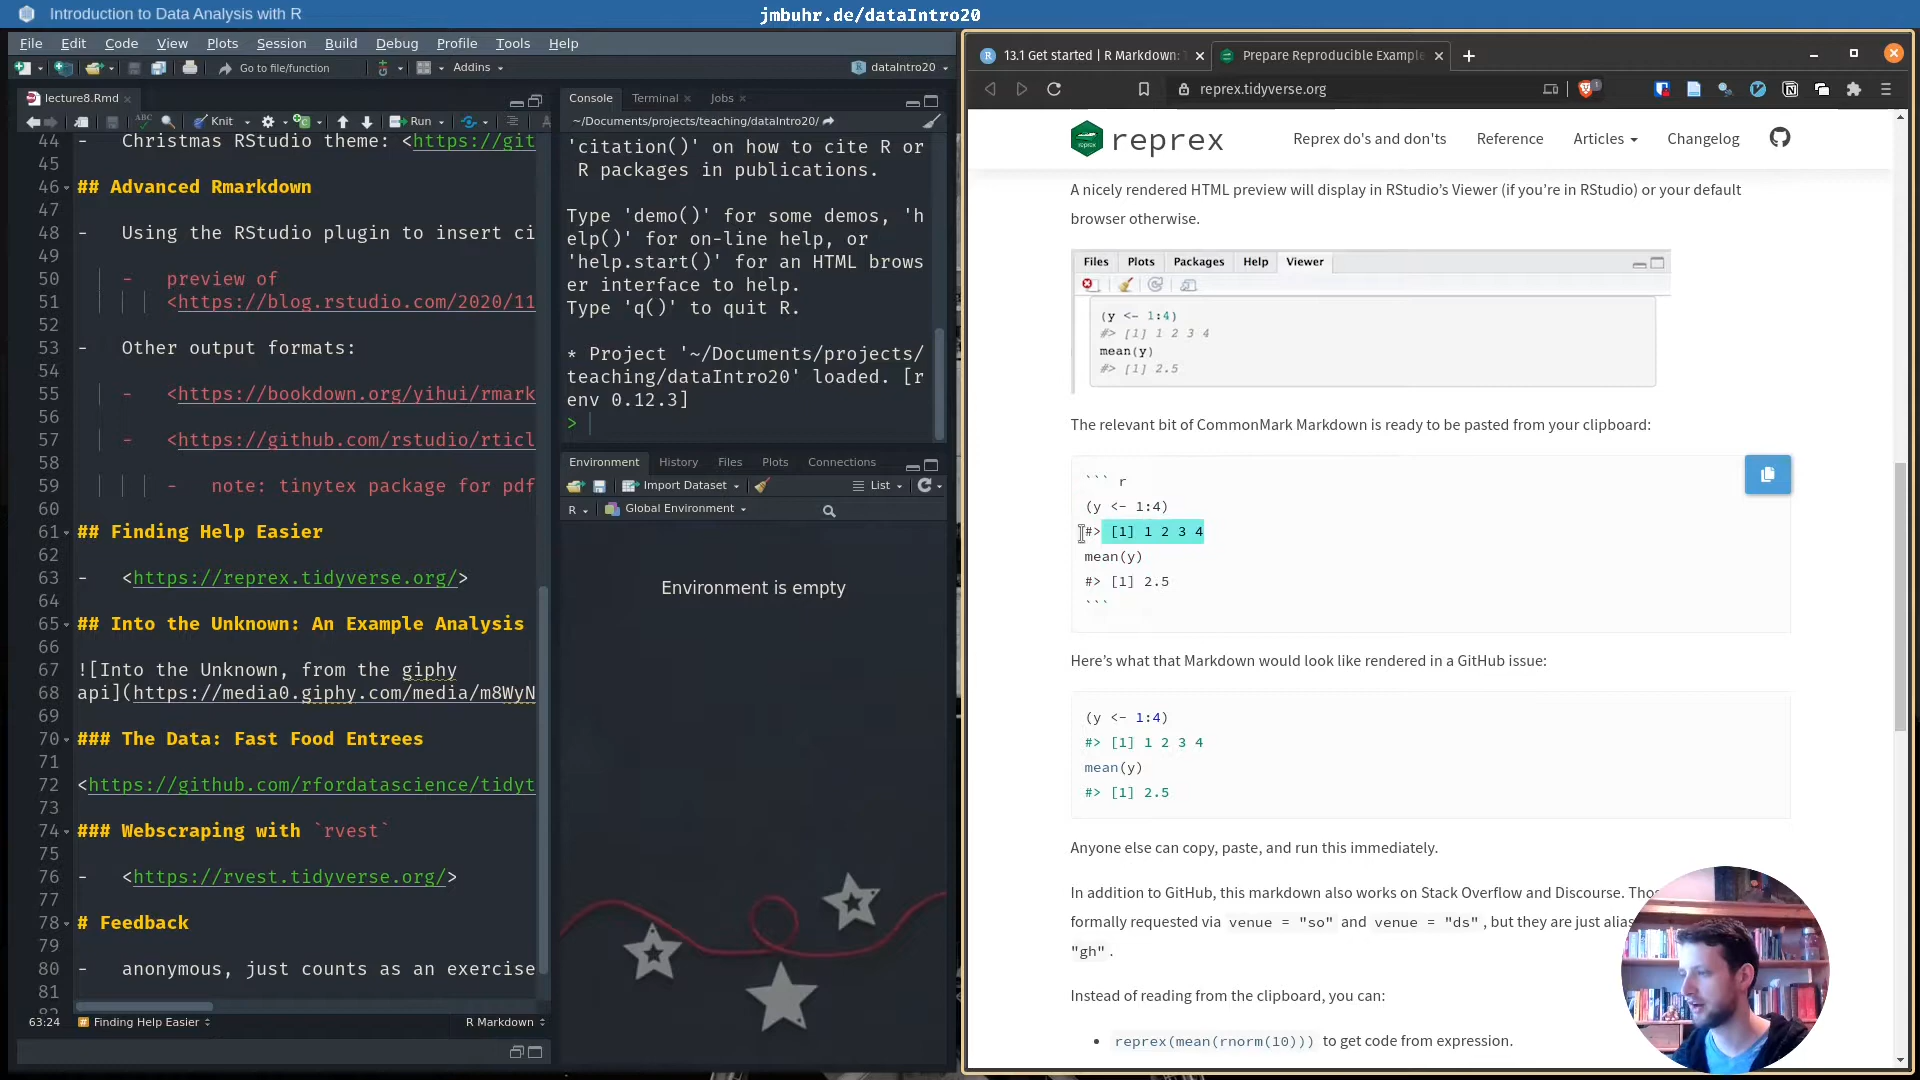 Introduction to Data Analysis with R
jmbuhr.de/dataIntro20
File Edit Code View Plots Session Build Debug Profile Tools Help
Go to file/function
Addins
dataIntro20
lecture8.Rmd
Knit
Run
44 - Christmas RStudio theme: <https://git
45
46 ## Advanced Rmarkdown
47
48 - Using the RStudio plugin to insert ci
49
50 - preview of
51 <https://blog.rstudio.com/2020/11
52
53 - Other output formats:
54
55 - <https://bookdown.org/yihui/rmark
56
57 - <https://github.com/rstudio/rticl
58
59 - note: tinytex package for pdf
60
61 ## Finding Help Easier
62
63 - <https://reprex.tidyverse.org/>
64
65 ## Into the Unknown: An Example Analysis
66
67 ![Into the Unknown, from the giphy
68 api](https://media0.giphy.com/media/m8WyN
69
70 ### The Data: Fast Food Entrees
71
72 <https://github.com/rfordatascience/tidyt
73
74 ### Webscraping with `rvest`
75
76 - <https://rvest.tidyverse.org/>
77
78 # Feedback
79
80 - anonymous, just counts as an exercise
81
63:24 # Finding Help Easier
R Markdown
Console Terminal Jobs
~/Documents/projects/teaching/dataIntro20/
'citation()' on how to cite R or
R packages in publications.
Type 'demo()' for some demos, 'h
elp()' for on-line help, or
'help.start()' for an HTML brows
er interface to help.
Type 'q()' to quit R.
* Project '~/Documents/projects/
teaching/dataIntro20' loaded. [r
env 0.12.3]
>
Environment History Files Plots Connections
Import Dataset
List
R
Global Environment
Environment is empty
13.1 Get started | R Markdown:
Prepare Reproducible Example
reprex.tidyverse.org
reprex
Reprex do's and don'ts Reference Articles Changelog
A nicely rendered HTML preview will display in RStudio’s Viewer (if you’re in RStudio) or your default
browser otherwise.
Files Plots Packages Help Viewer
(y <- 1:4)
#> [1] 1 2 3 4
mean(y)
#> [1] 2.5
The relevant bit of CommonMark Markdown is ready to be pasted from your clipboard:
``` r
(y <- 1:4)
#> [1] 1 2 3 4
mean(y)
#> [1] 2.5
```
Here’s what that Markdown would look like rendered in a GitHub issue:
(y <- 1:4)
#> [1] 1 2 3 4
mean(y)
#> [1] 2.5
Anyone else can copy, paste, and run this immediately.
In addition to GitHub, this markdown also works on Stack Overflow and Discourse.
formally requested via venue = "so" and venue = "ds", but they are just
"gh".
Instead of reading from the clipboard, you can:
• reprex(mean(rnorm(10))) to get code from expression.